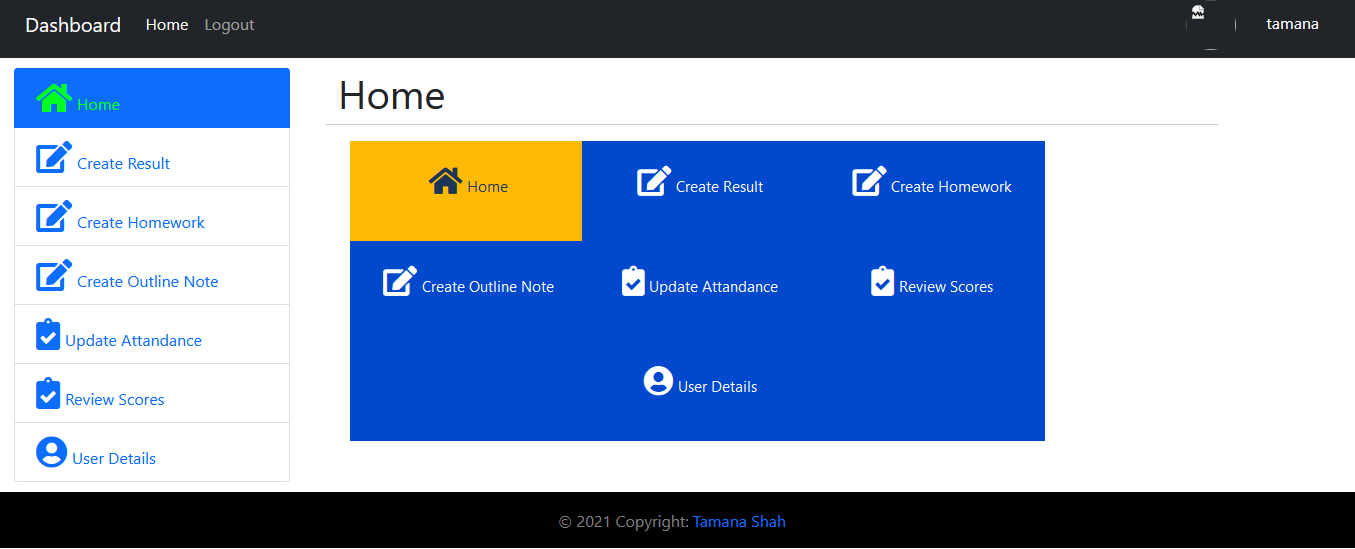 Dashboard Home Logout tamana
Home
Create Result
Create Homework
Create Outline Note
Update Attandance
Review Scores
User Details
Home
Home Create Result Create Homework
Create Outline Note Update Attandance Review Scores
User Details
© 2021 Copyright: Tamana Shah